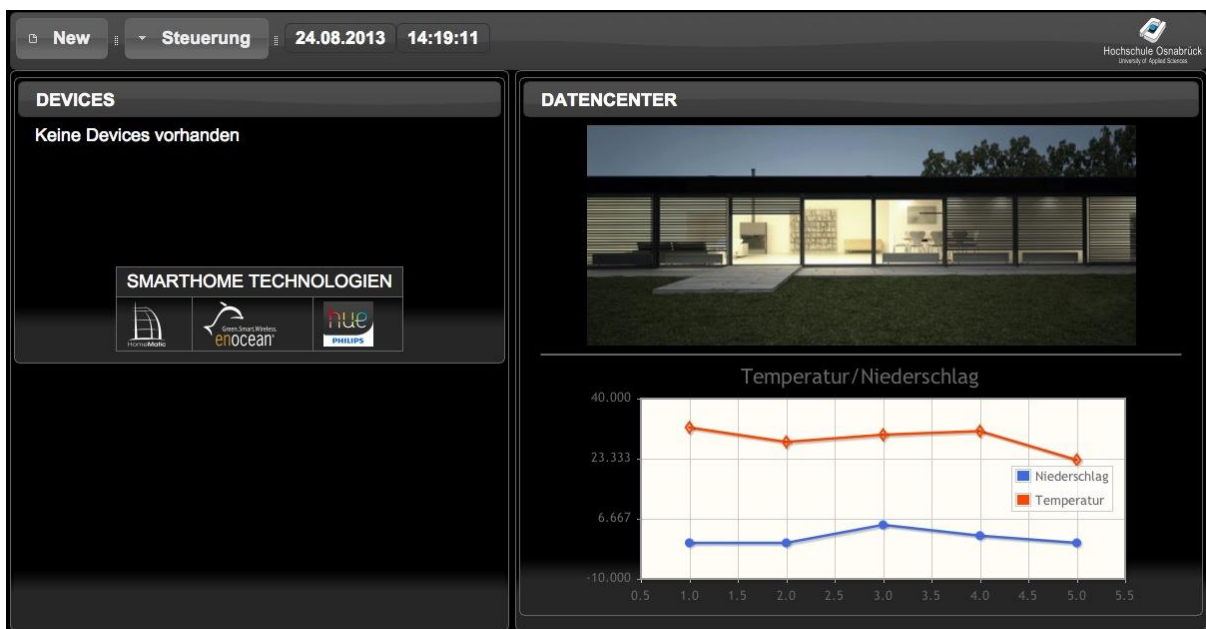 New
Steuerung
24.08.2013 14:19:11
Hochschule Osnabrück
University of Applied Sciences
DEVICES
Keine Devices vorhanden
SMARTHOME TECHNOLOGIEN
HomeMatic
Green.Smart.Wireless.
enocean®
hue
PHILIPS
DATENCENTER
Temperatur/Niederschlag
40.000
23.333
6.667
-10.000
Niederschlag
Temperatur
0.5 1.0 1.5 2.0 2.5 3.0 3.5 4.0 4.5 5.0 5.5